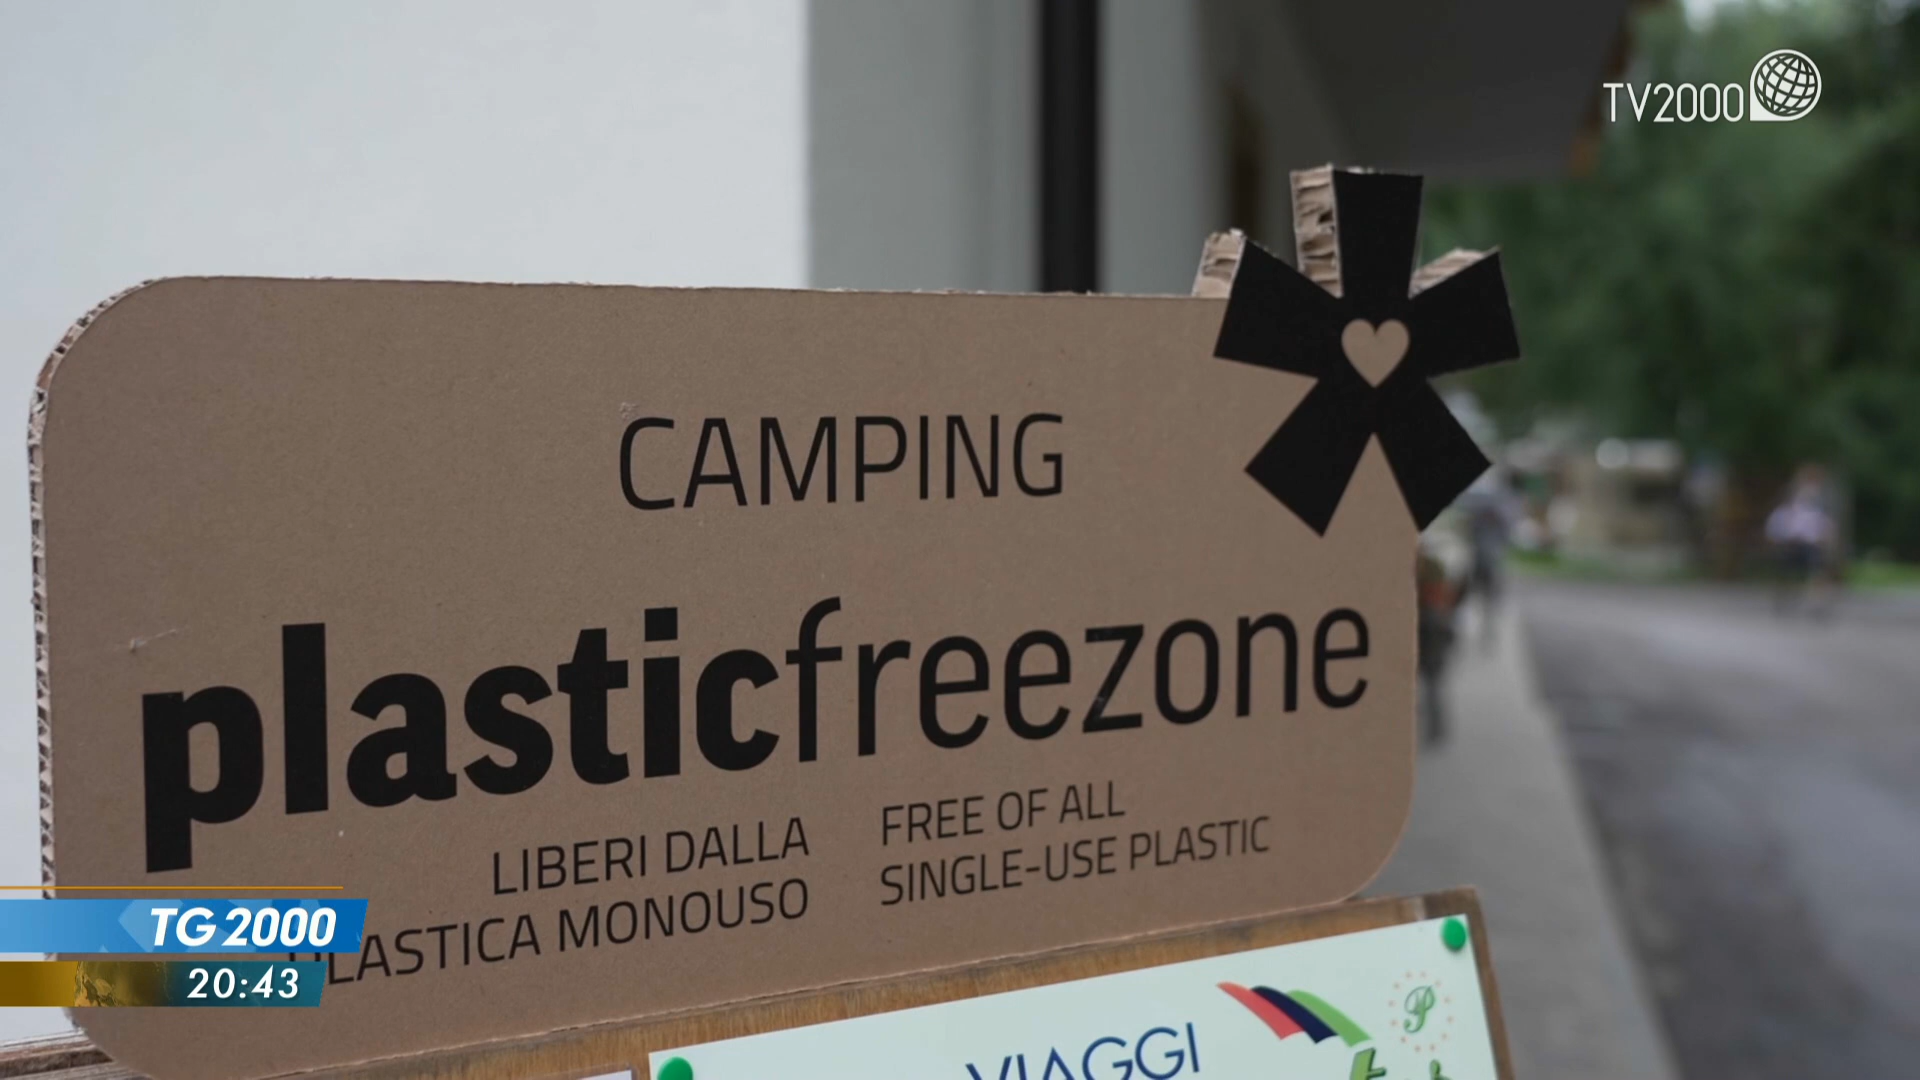 TV2000
CAMPING
plasticfreezone
LIBERI DALLA
PLASTICA MONOUSO
FREE OF ALL
SINGLE-USE PLASTIC
TG 2000
20:43
VIAGGI